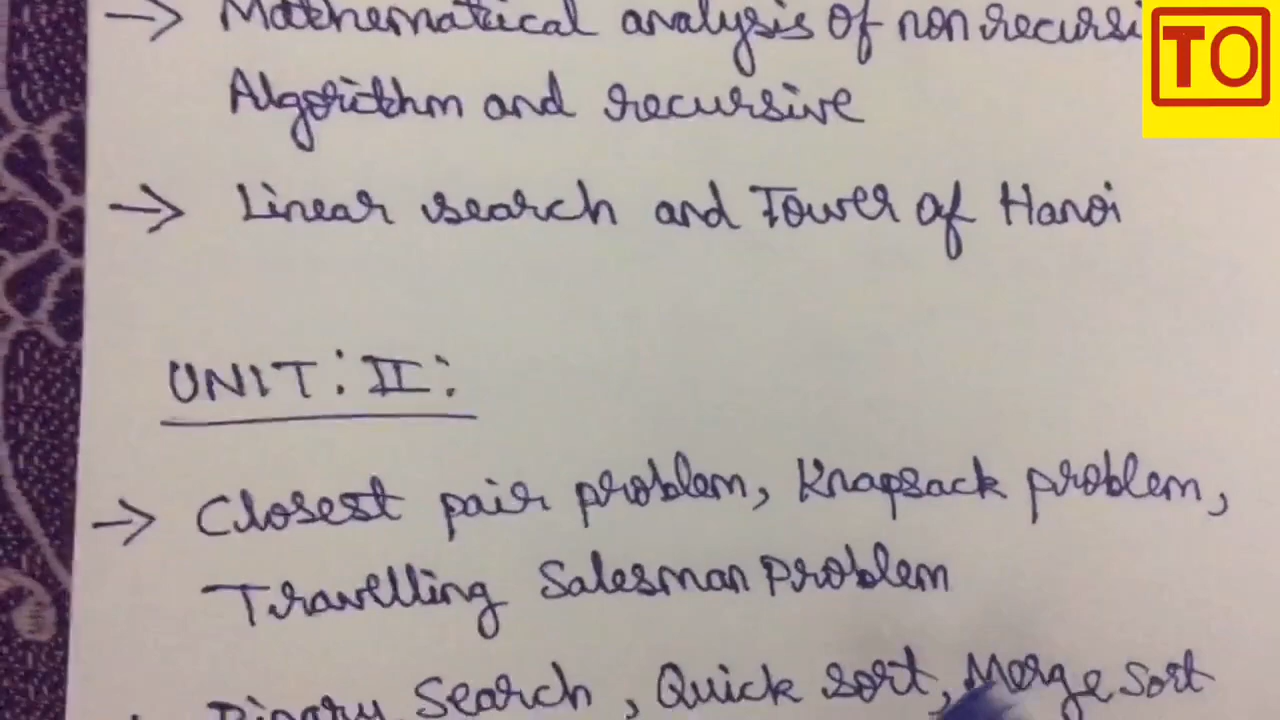 → Mathematical analysis of non recursi
TO
Algorithm and recursive
→ Linear search and Tower of Hanoi
UNIT: II:
→ Closest pair problem, Knapsack problem,
Travelling Salesman Problem
Binary Search, Quick sort, Merge Sort